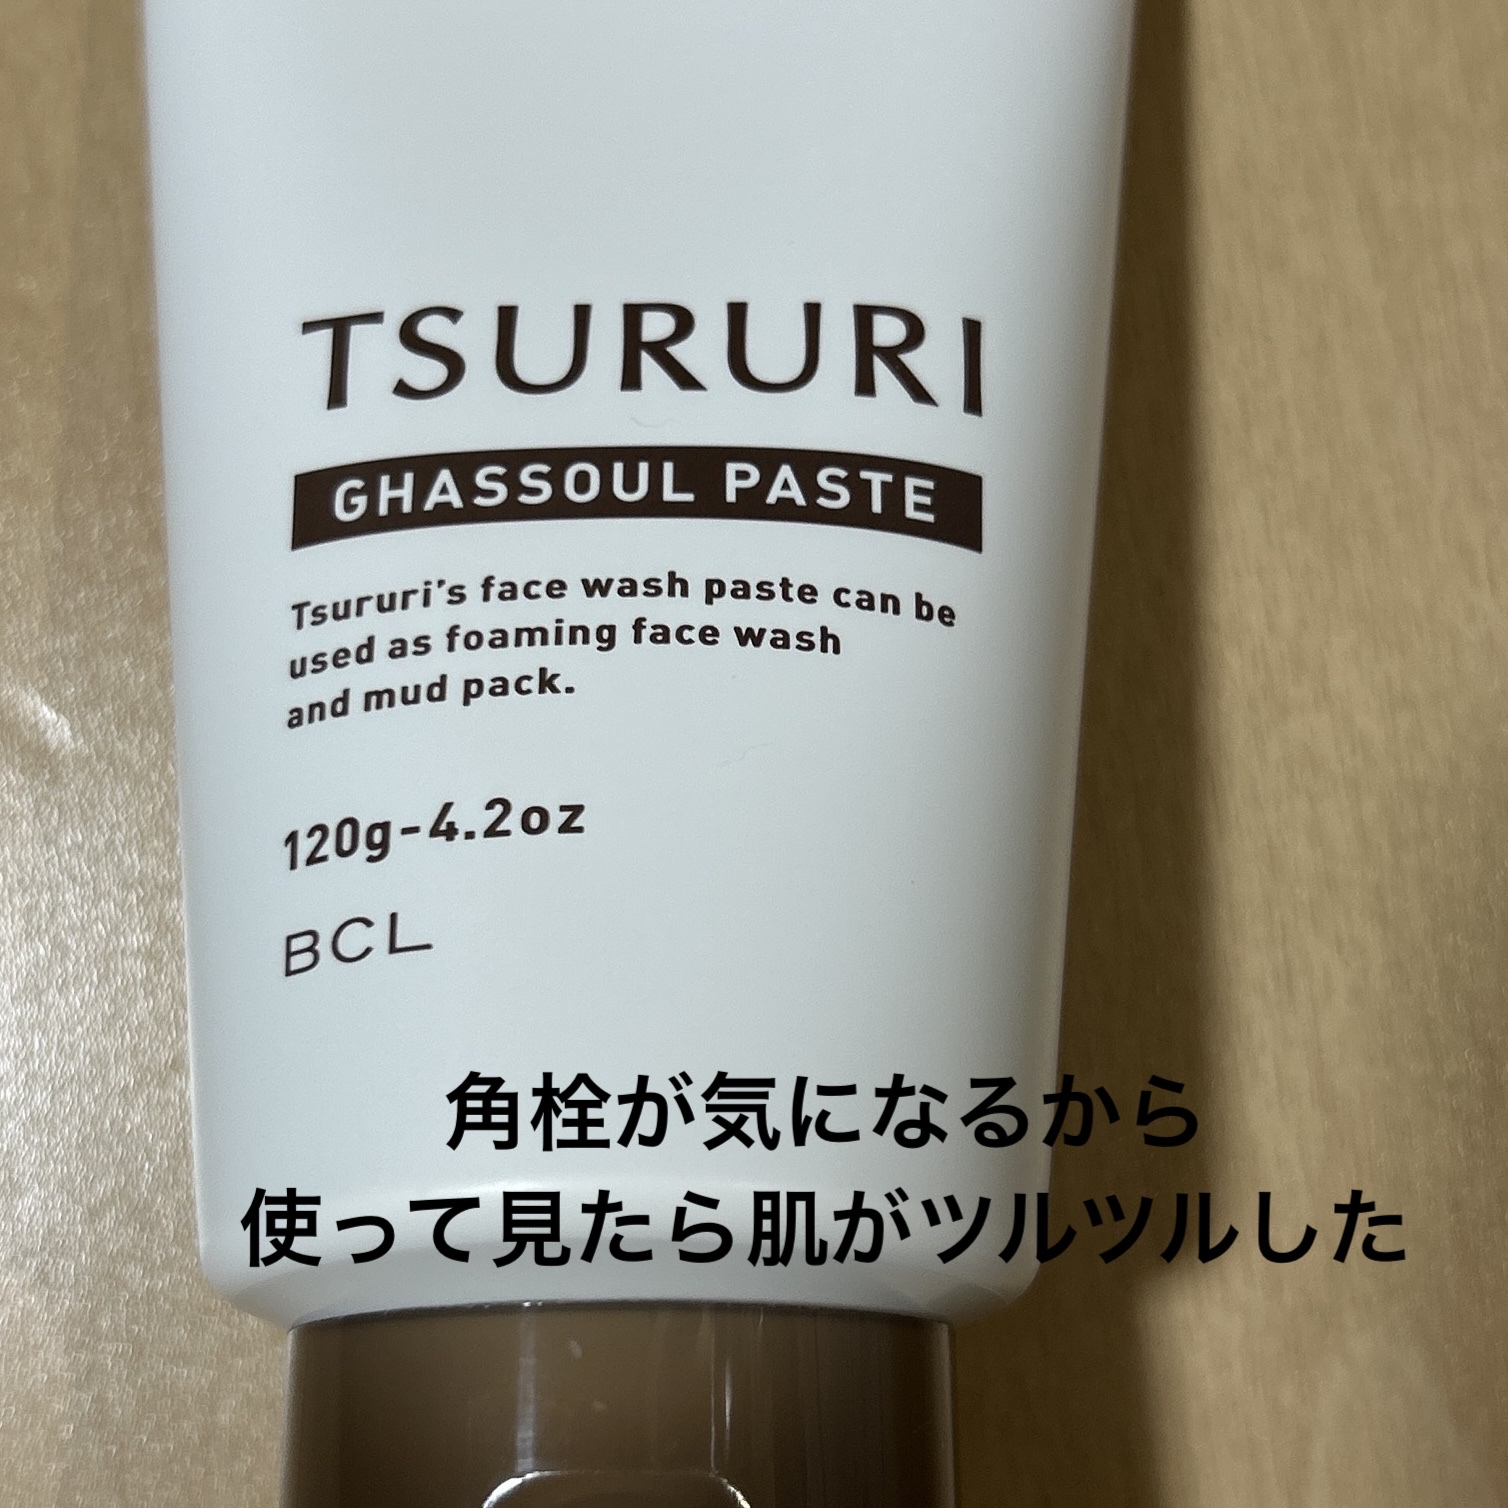 TSURURI
GHASSOUL PASTE
Tsururi's face wash paste can be
used as foaming face wash
and mud pack.
120g-4.2oz
BCL
角栓が気になるから
使って見たら肌がツルツルした